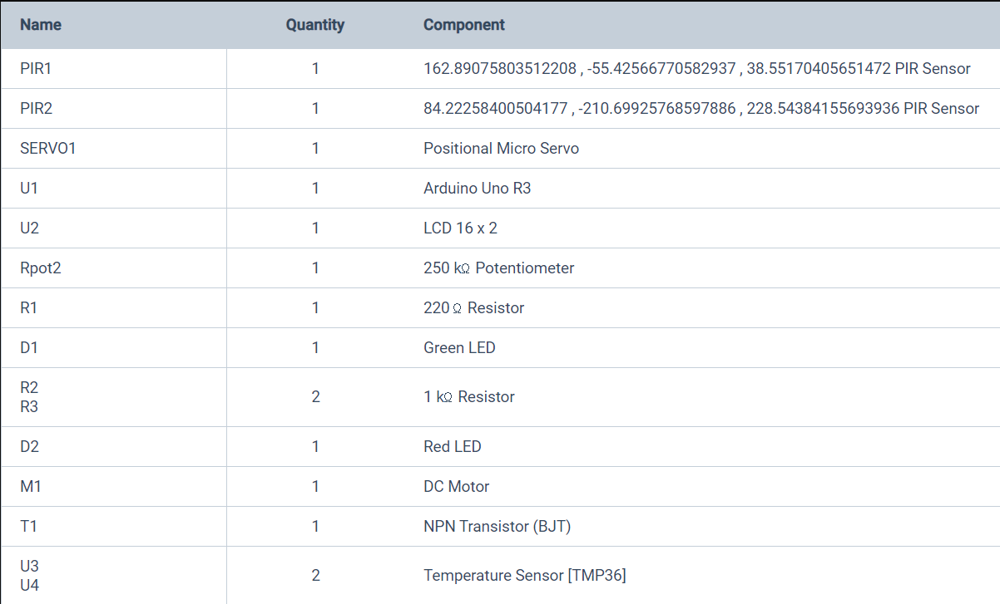 Name Quantity Component
PIR1 1 162.89075803512208 , -55.42566770582937 , 38.55170405651472 PIR Sensor
PIR2 1 84.22258400504177 , -210.69925768597886 , 228.54384155693936 PIR Sensor
SERVO1 1 Positional Micro Servo
U1 1 Arduino Uno R3
U2 1 LCD 16 x 2
Rpot2 1 250 kΩ Potentiometer
R1 1 220 Ω Resistor
D1 1 Green LED
R2
R3 2 1 kΩ Resistor
D2 1 Red LED
M1 1 DC Motor
T1 1 NPN Transistor (BJT)
U3
U4 2 Temperature Sensor [TMP36]